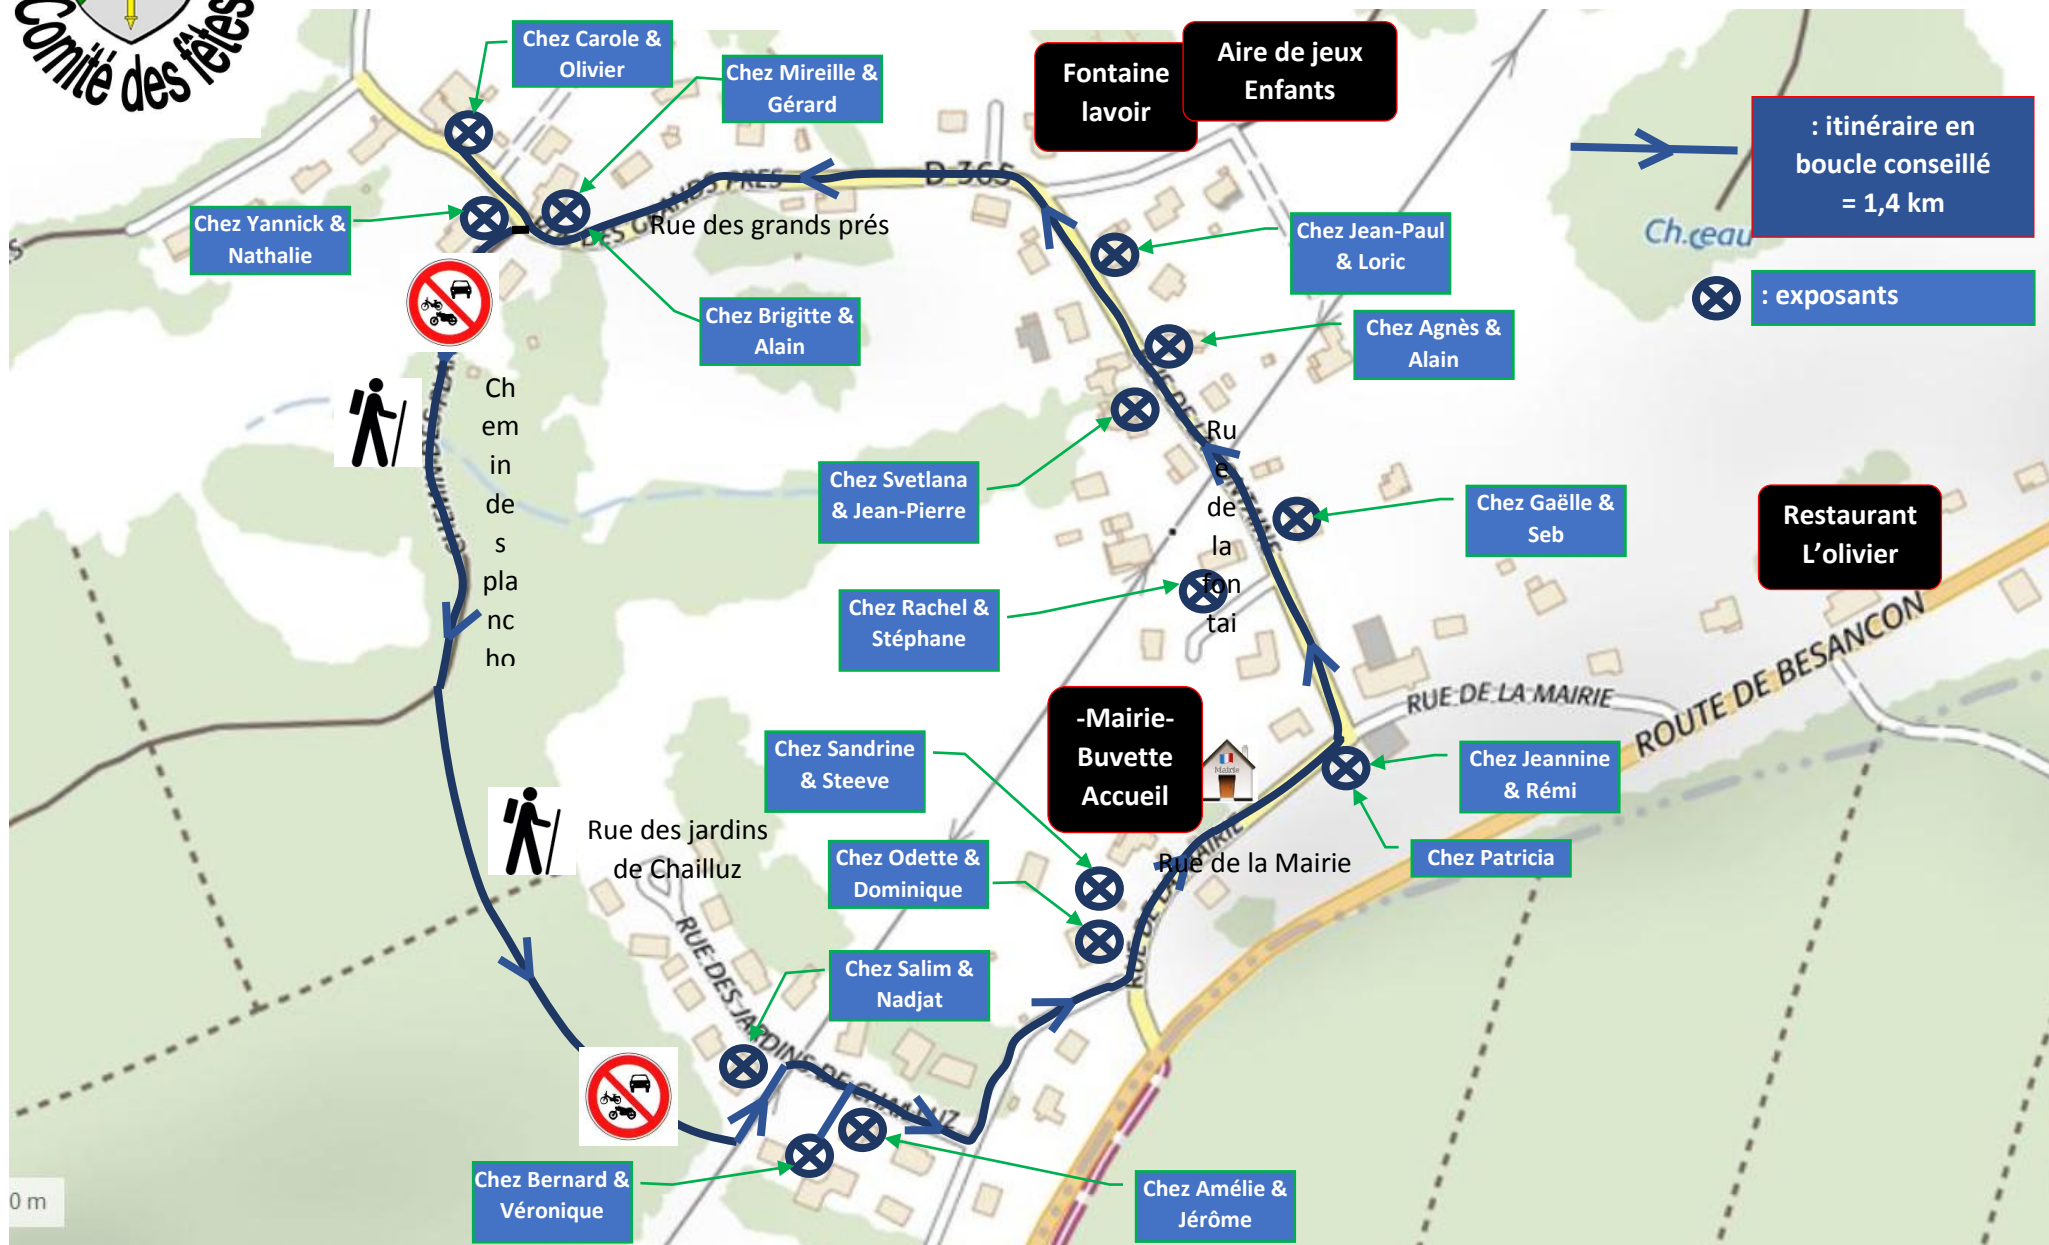 Comité des fêtes
Chez Carole &
Olivier
Chez Mireille &
Gérard
Fontaine
lavoir
Aire de jeux
Enfants
: itinéraire en
boucle conseillé
= 1,4 km
: exposants
D 365
Rue des grands prés
Chez Yannick &
Nathalie
Chez Brigitte &
Alain
Chez Jean-Paul
& Loric
Chez Agnès &
Alain
Ch
em
in
de
s
pla
nc
ho
Chez Svetlana
& Jean-Pierre
Ru
e
de
la
fon
tai
Chez Gaëlle &
Seb
Restaurant
L'olivier
Chez Rachel &
Stéphane
RUE DE LA MAIRIE
ROUTE DE BESANCON
-Mairie-
Buvette
Accueil
Mairie
Chez Sandrine
& Steeve
Chez Jeannine
& Rémi
Rue des jardins
de Chailluz
Chez Odette &
Dominique
Rue de la Mairie
RUE DE LA MAIRIE
Chez Patricia
RUE DES JARDINS DE CHAILLUZ
Chez Salim &
Nadjat
Chez Bernard &
Véronique
Chez Amélie &
Jérôme
0 m